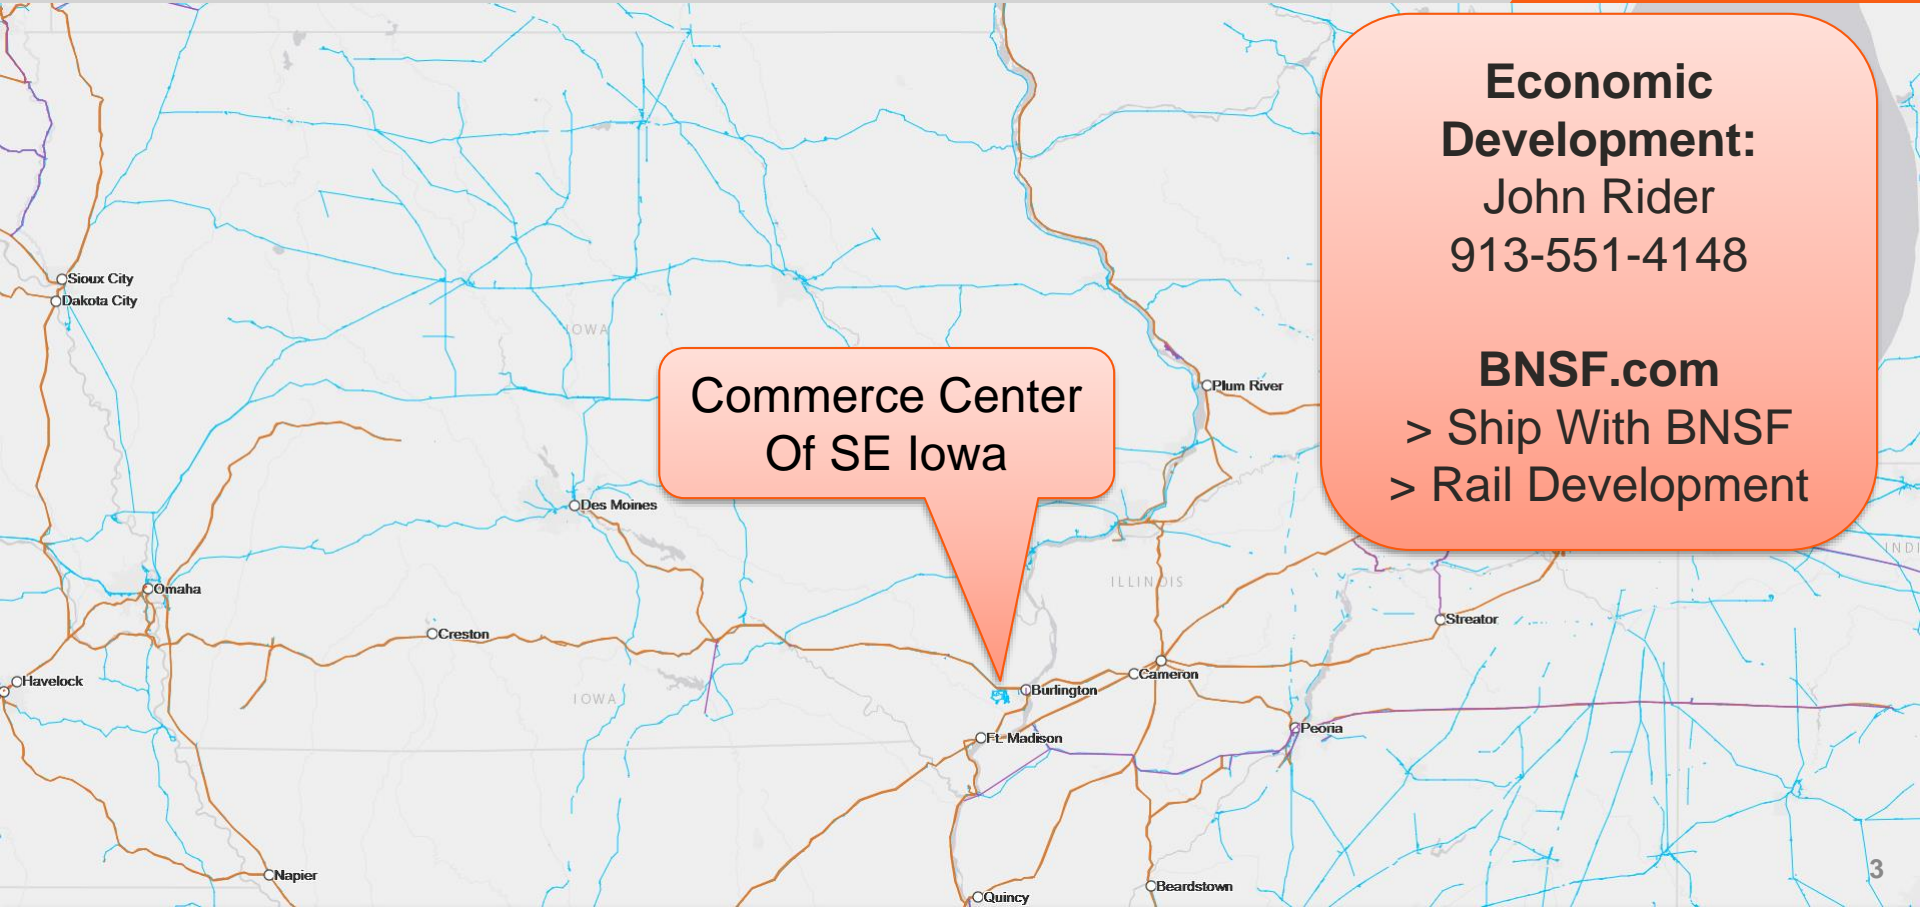 Economic
Development:
John Rider
913-551-4148
BNSF.com
> Ship With BNSF
> Rail Development
Commerce Center
Of SE Iowa
Sioux City
Dakota City
IOWA
Plum River
Des Moines
Omaha
ILLINOIS
INDI
Creston
Streator
Havelock
IOWA
Burlington
Cameron
Ft. Madison
Peoria
Napier
Quincy
Beardstown
3